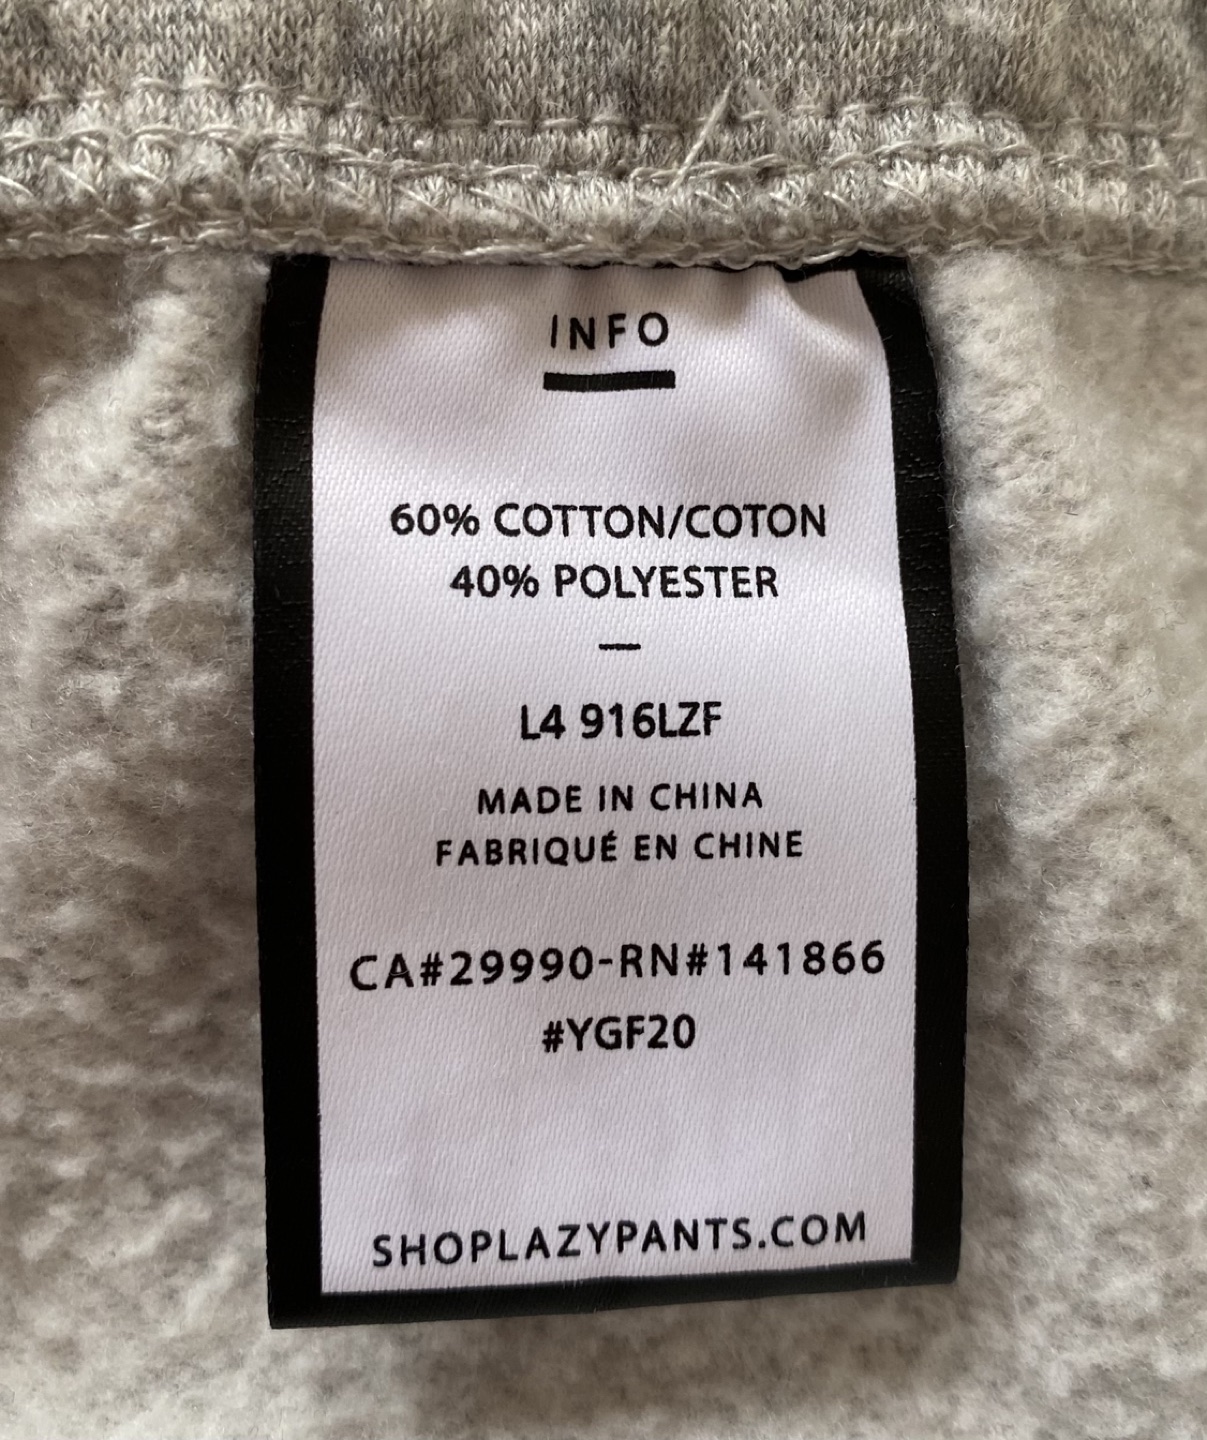 INFO
60% COTTON/COTON
40% POLYESTER
—
L4 916LZF
MADE IN CHINA
FABRIQUÉ EN CHINE
CA#29990-RN#141866
#YGF20
SHOPLAZYPANTS.COM